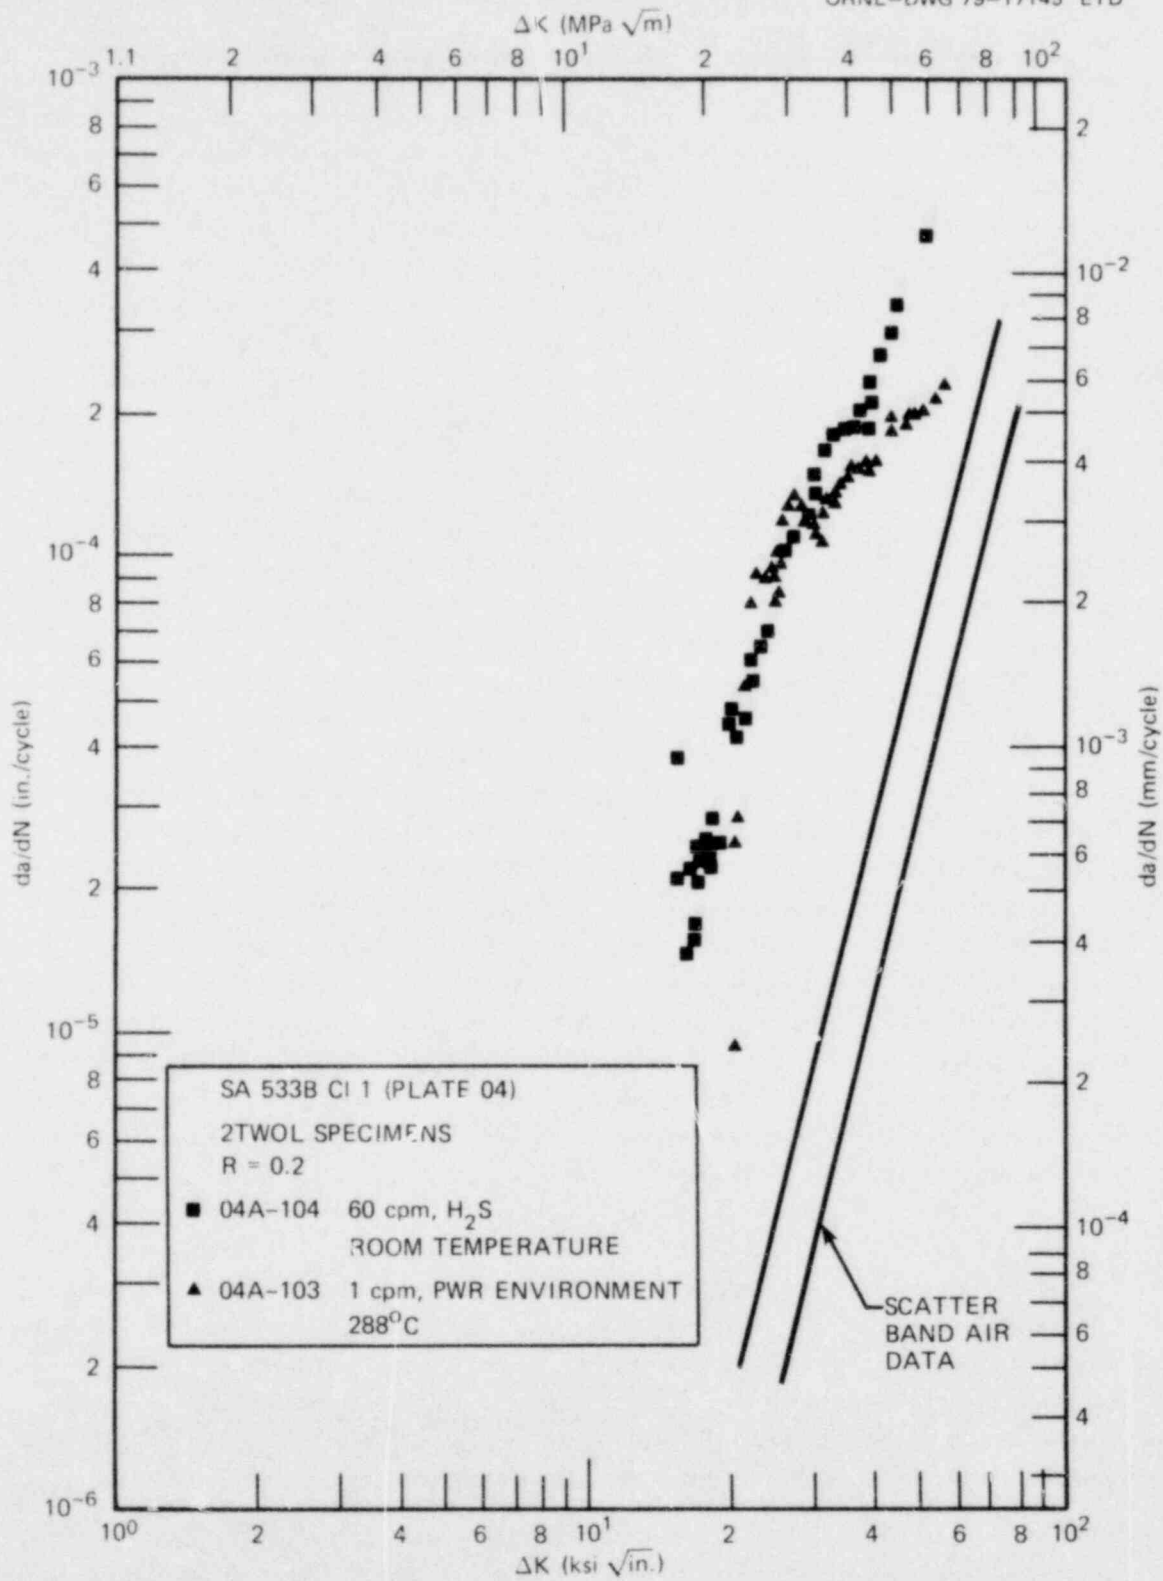 ΔK (MPa √m)
1.1 2 4 6 8 10¹ 2 4 6 8 10²
10⁻³
8
6
4
2
10⁻⁴
8
6
4
2
10⁻⁵
8
6
4
2
10⁻⁶
da/dN (in./cycle)
2
10⁻²
8
6
4
2
10⁻³
8
6
4
2
10⁻⁴
8
6
4
da/dN (mm/cycle)
SA 533B Cl 1 (PLATE 04)
2TWOL SPECIMENS
R = 0.2
■ 04A-104 60 cpm, H₂S
ROOM TEMPERATURE
▲ 04A-103 1 cpm, PWR ENVIRONMENT
288°C
SCATTER
BAND AIR
DATA
10⁰ 2 4 6 8 10¹ 2 4 6 8 10²
ΔK (ksi √in.)